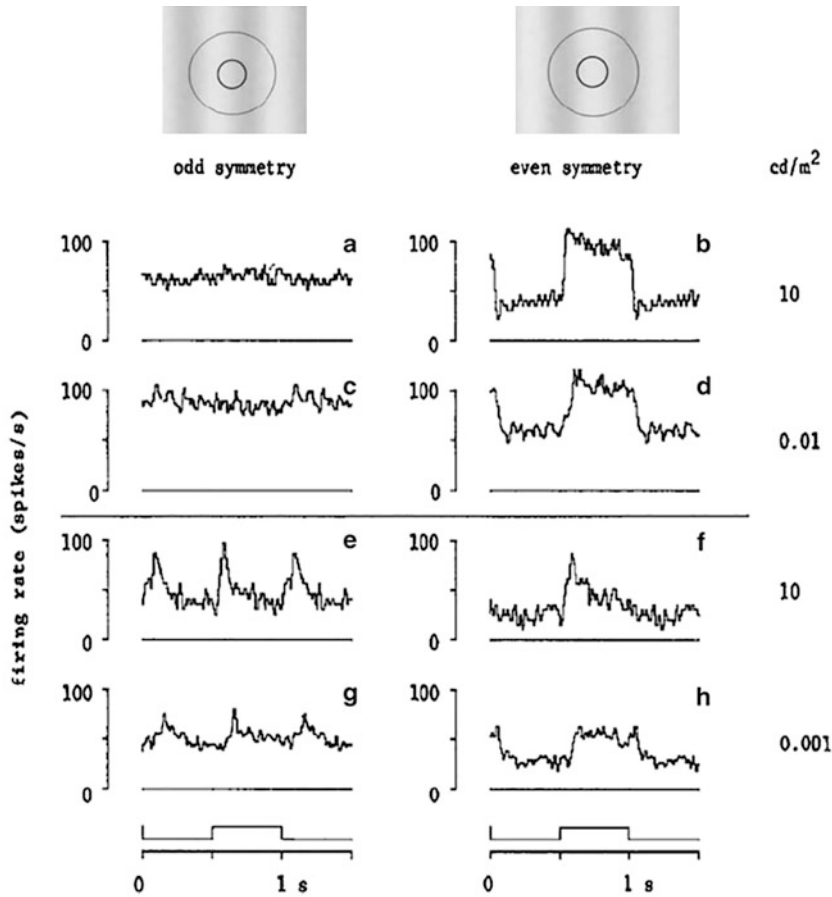 odd symmetry even symmetry cd/m²
a b
100 100
10
0 0
c d
100 100
0.01
0 0
e f
100 100
10
0 0
g h
100 100
0.001
0 0
0 1 s 0 1 s
firing rate (spikes/s)